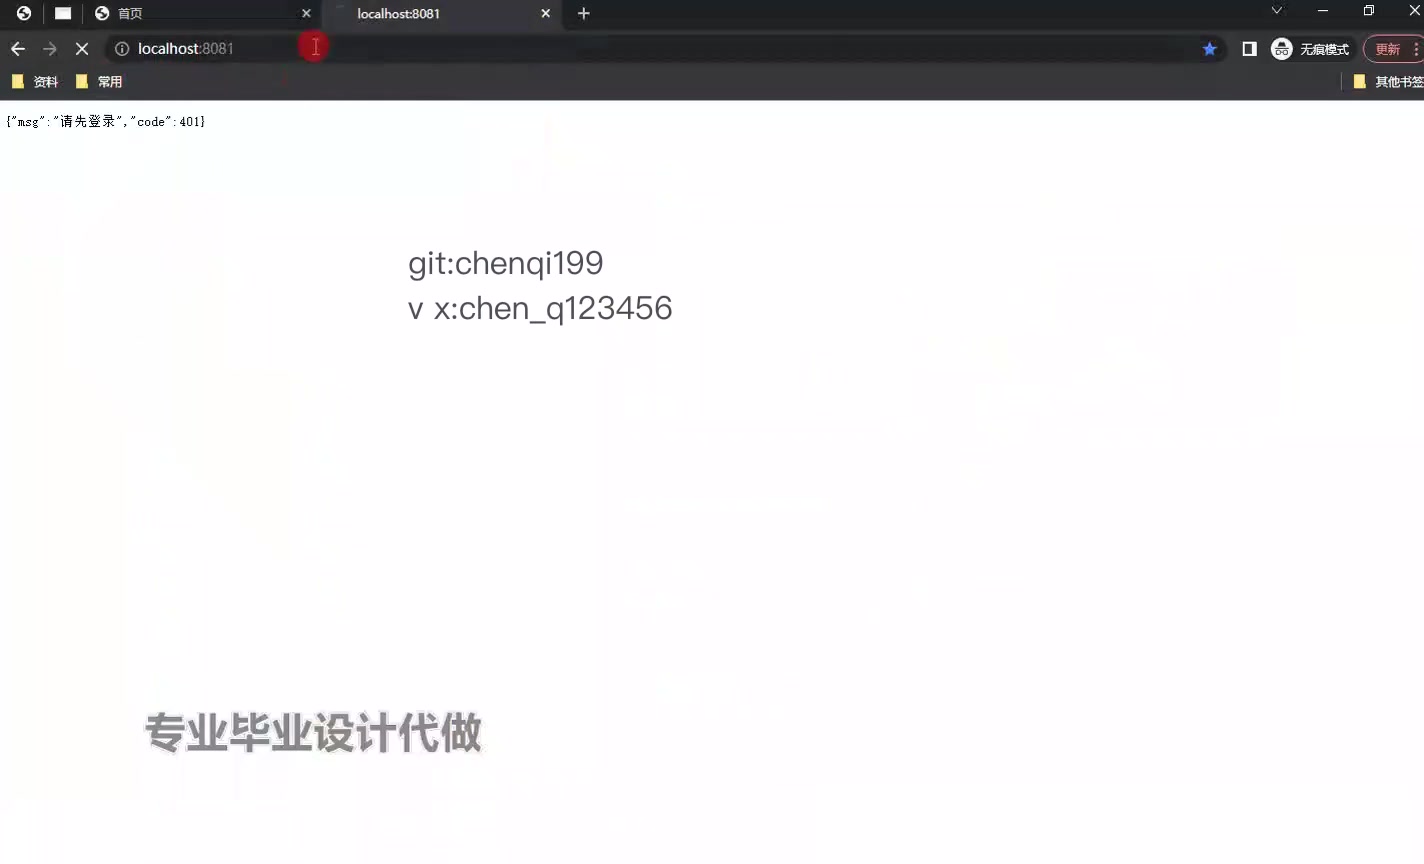 首页
localhost:8081
localhost:8081
无痕模式
更新
资料
常用
其他书签
{"msg":"请先登录","code":401}
git:chenqi199
v x:chen_q123456
专业毕业设计代做